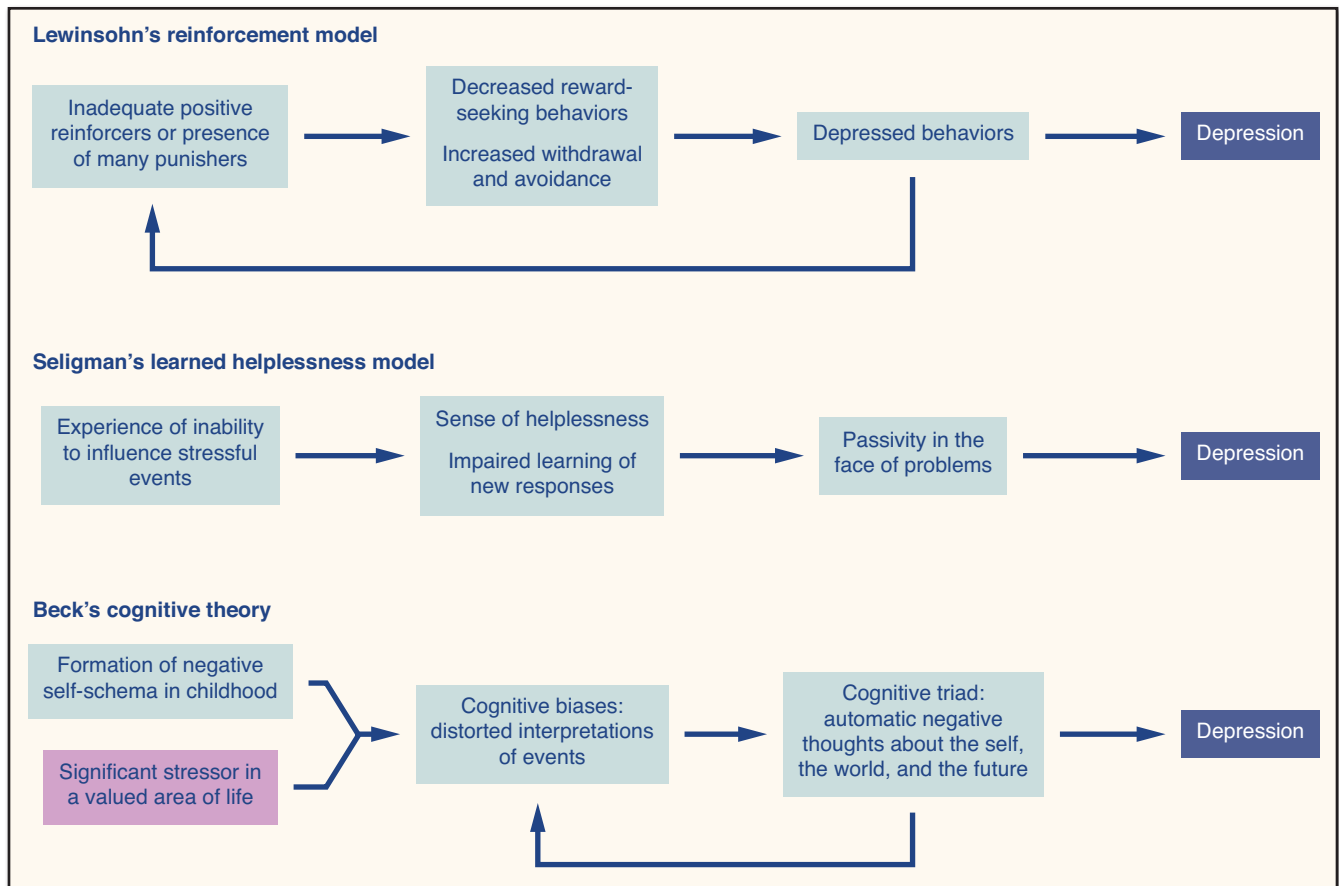 Lewinsohn's reinforcement model
Inadequate positive
reinforcers or presence
of many punishers
Decreased reward-
seeking behaviors
Increased withdrawal
and avoidance
Depressed behaviors
Depression
Seligman's learned helplessness model
Experience of inability
to influence stressful
events
Sense of helplessness
Impaired learning of
new responses
Passivity in the
face of problems
Depression
Beck's cognitive theory
Formation of negative
self-schema in childhood
Significant stressor in
a valued area of life
Cognitive biases:
distorted interpretations
of events
Cognitive triad:
automatic negative
thoughts about the self,
the world, and the future
Depression